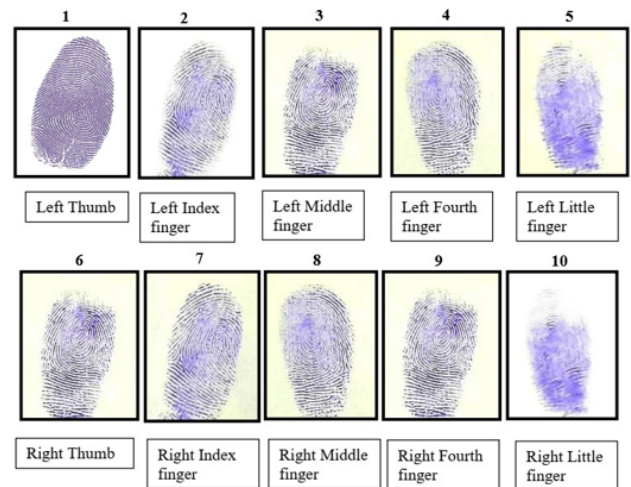 1 2 3 4 5
Left Thumb
Left Index
finger
Left Middle
finger
Left Fourth
finger
Left Little
finger
6 7 8 9 10
Right Thumb
Right Index
finger
Right Middle
finger
Right Fourth
finger
Right Little
finger